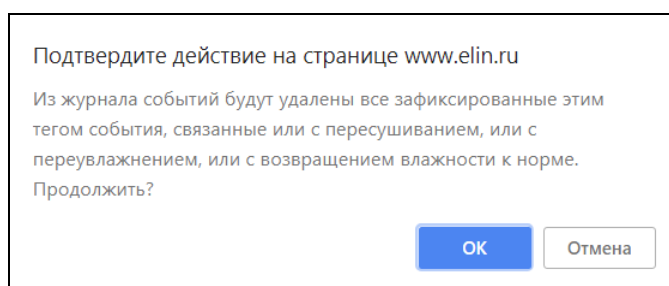 Подтвердите действие на странице www.elin.ru
Из журнала событий будут удалены все зафиксированные этим
тегом события, связанные или с пересушиванием, или с
переувлажнением, или с возвращением влажности к норме.
Продолжить?
ОК Отмена